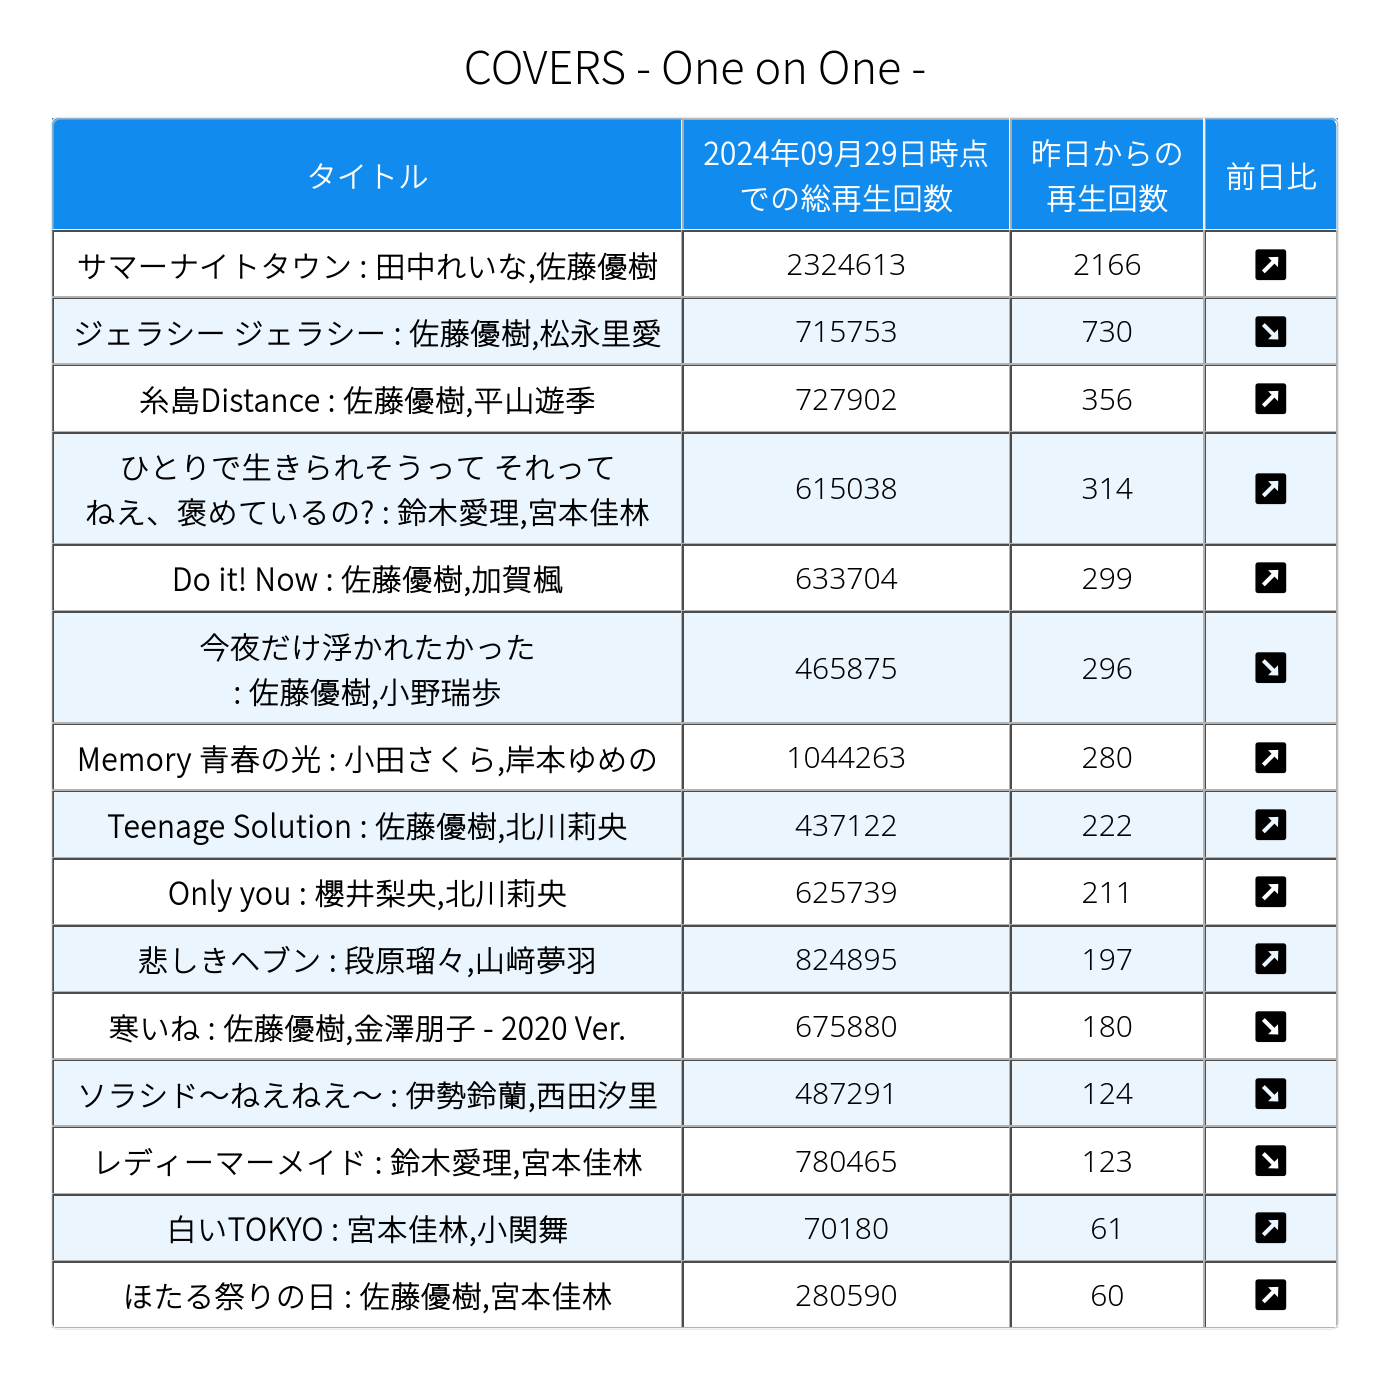 COVERS - One on One -
タイトル
2024年09月29日時点
での総再生回数
昨日からの
再生回数
前日比
サマーナイトタウン : 田中れいな,佐藤優樹
2324613
2166
ジェラシー ジェラシー : 佐藤優樹,松永里愛
715753
730
糸島Distance : 佐藤優樹,平山遊季
727902
356
ひとりで生きられそうって それって
ねえ、褒めているの? : 鈴木愛理,宮本佳林
615038
314
Do it! Now : 佐藤優樹,加賀楓
633704
299
今夜だけ浮かれたかった
: 佐藤優樹,小野瑞歩
465875
296
Memory 青春の光 : 小田さくら,岸本ゆめの
1044263
280
Teenage Solution : 佐藤優樹,北川莉央
437122
222
Only you : 櫻井梨央,北川莉央
625739
211
悲しきヘブン : 段原瑠々,山﨑夢羽
824895
197
寒いね : 佐藤優樹,金澤朋子 - 2020 Ver.
675880
180
ソラシド～ねえねえ～ : 伊勢鈴蘭,西田汐里
487291
124
レディーマーメイド : 鈴木愛理,宮本佳林
780465
123
白いTOKYO : 宮本佳林,小関舞
70180
61
ほたる祭りの日 : 佐藤優樹,宮本佳林
280590
60